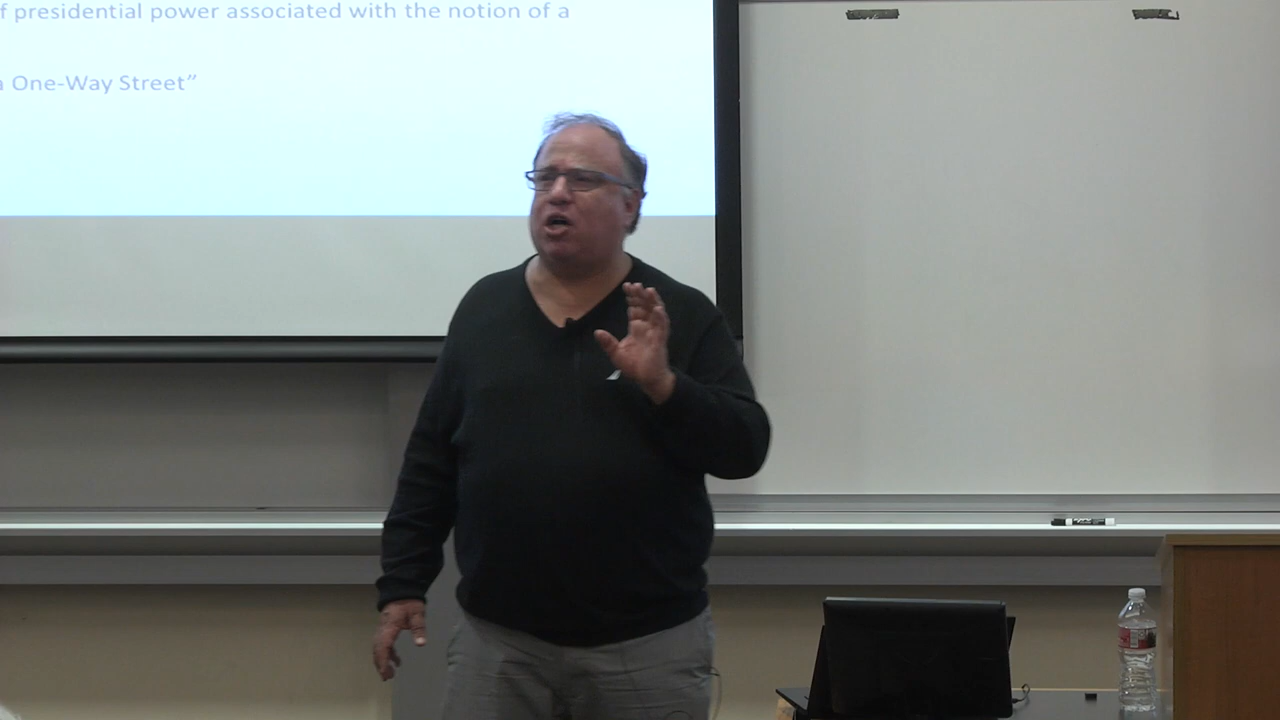 f presidential power associated with the notion of a
a One-Way Street”